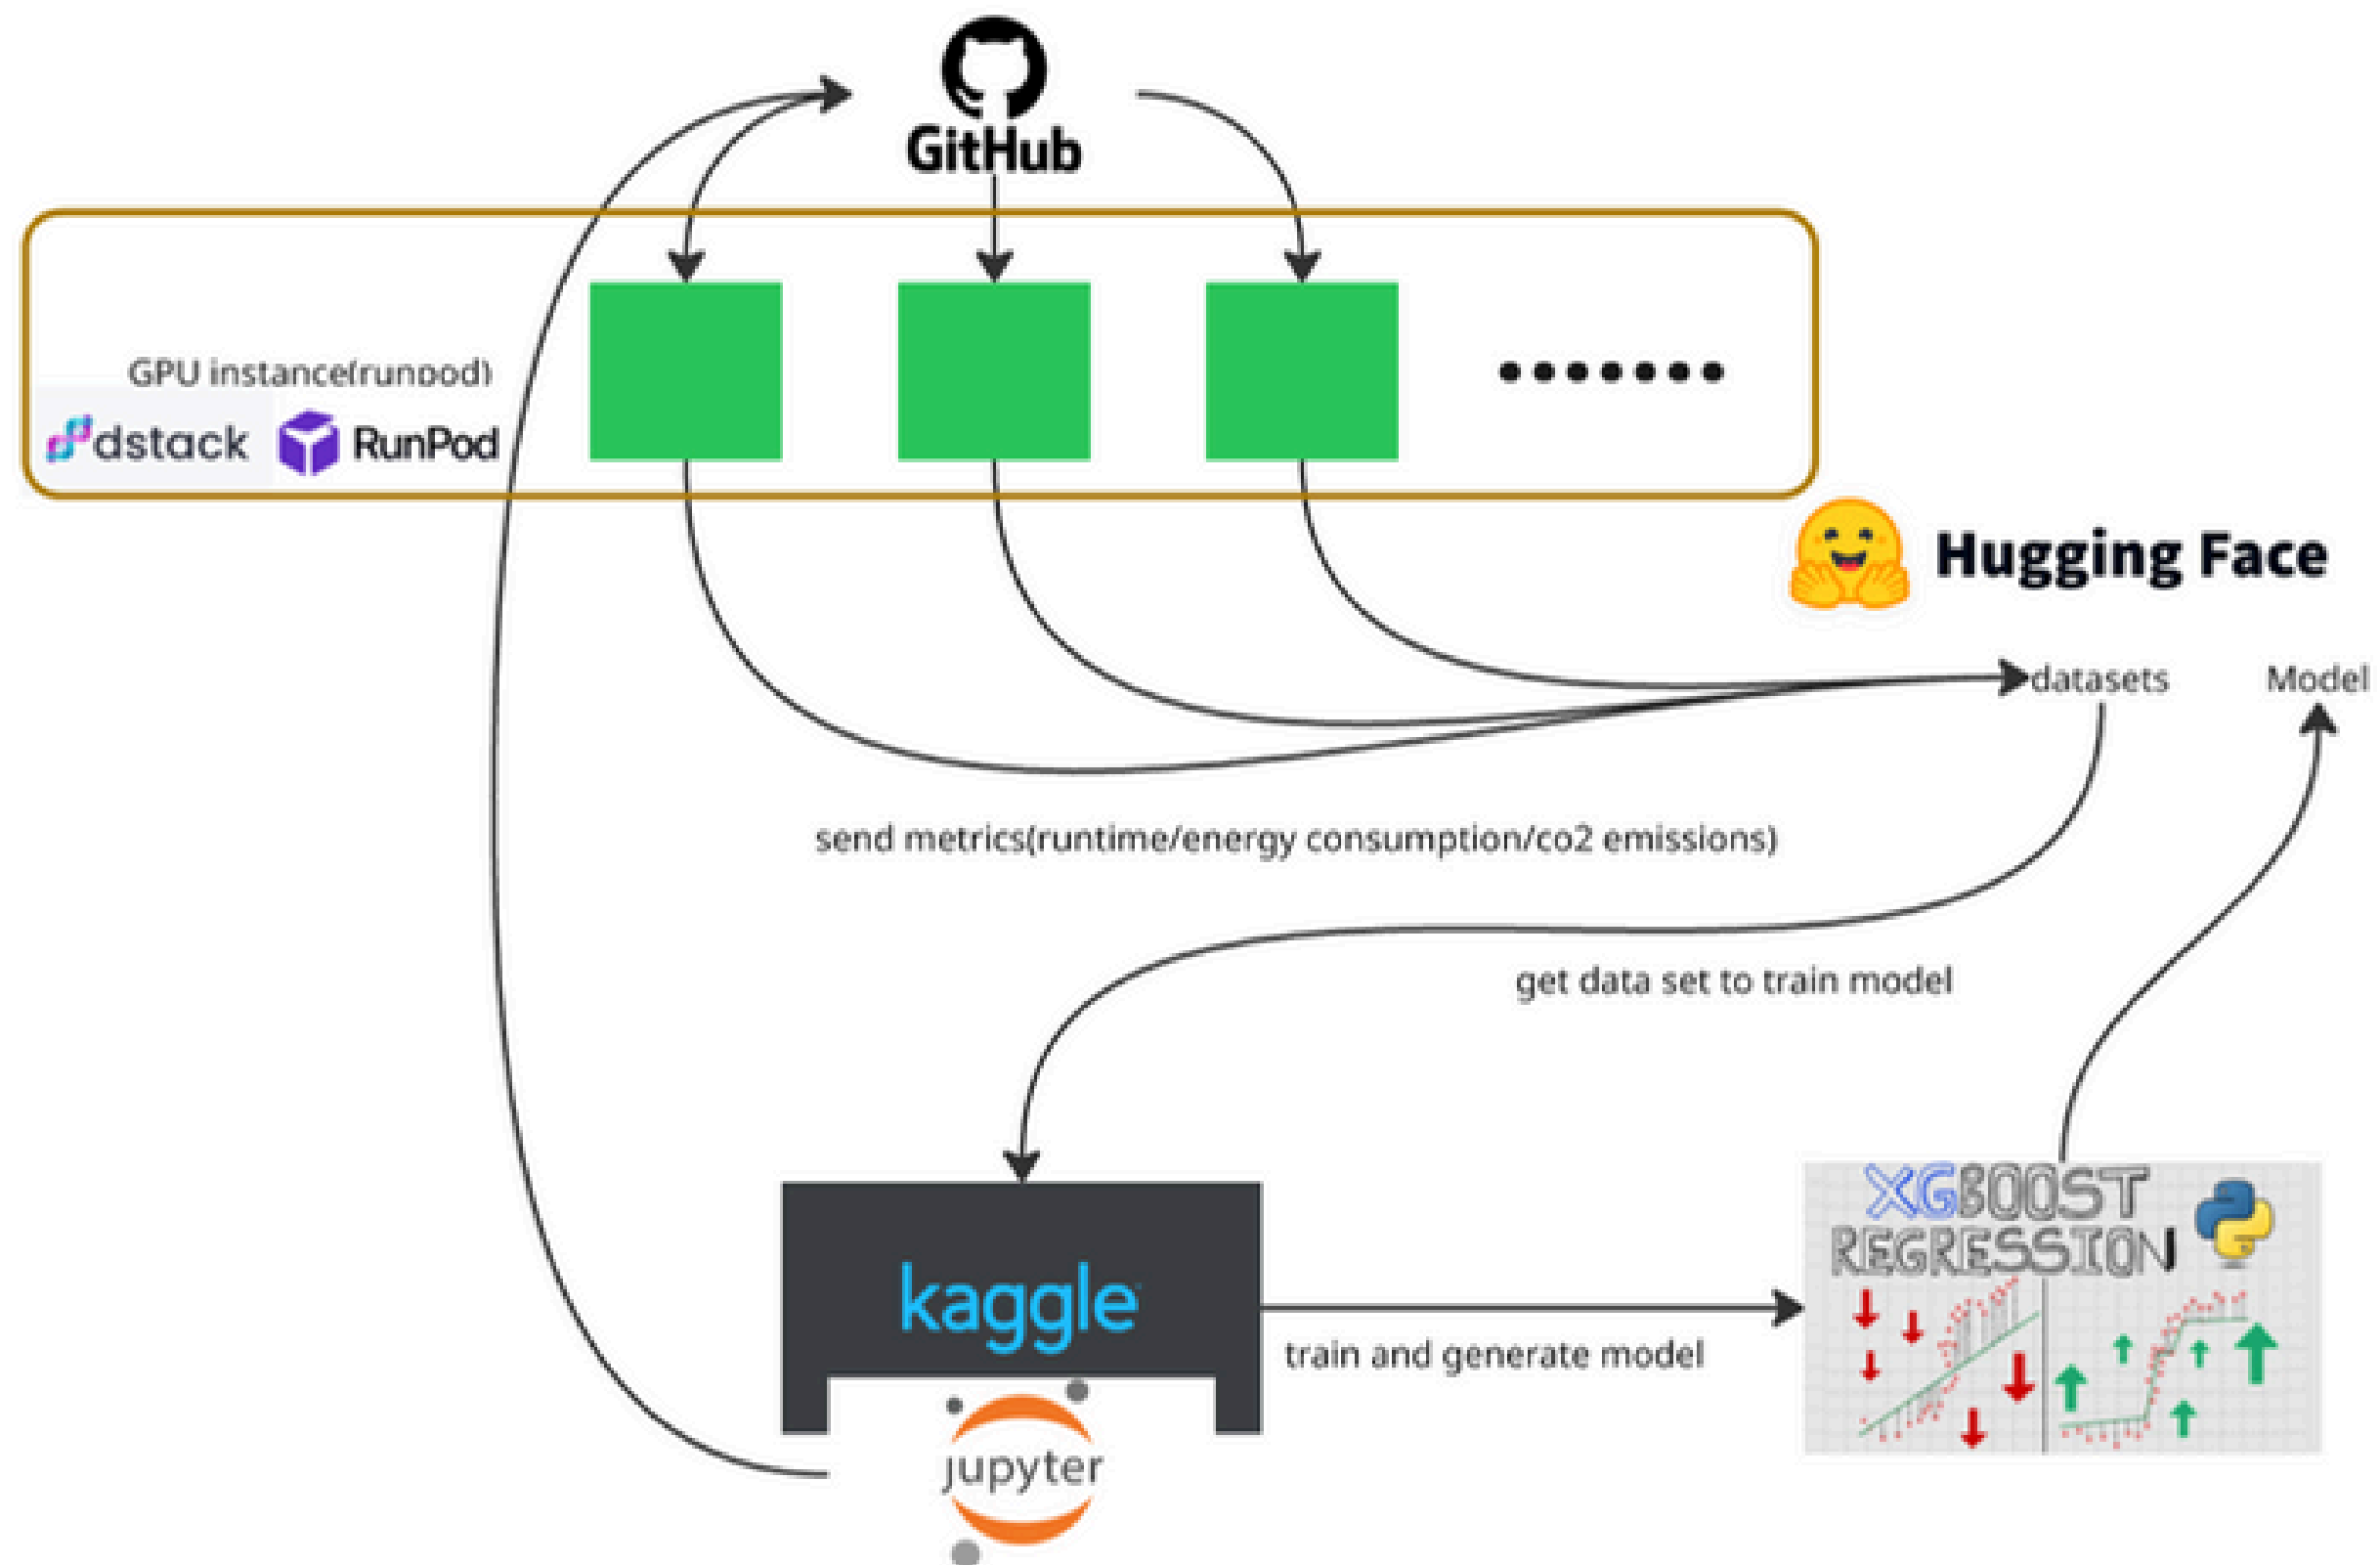 GitHub
GPU instance(runpod)
dstack
RunPod
Hugging Face
datasets
Model
send metrics(runtime/energy consumption/co2 emissions)
get data set to train model
kaggle
train and generate model
XGBOOST
REGRESSION
jupyter